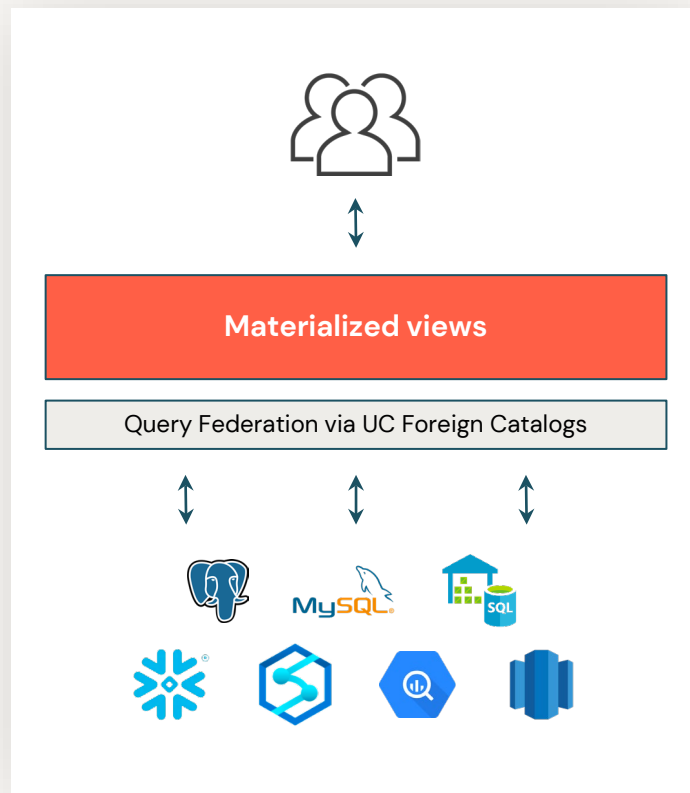 Materialized views
Query Federation via UC Foreign Catalogs
MySQL®
SQL
®